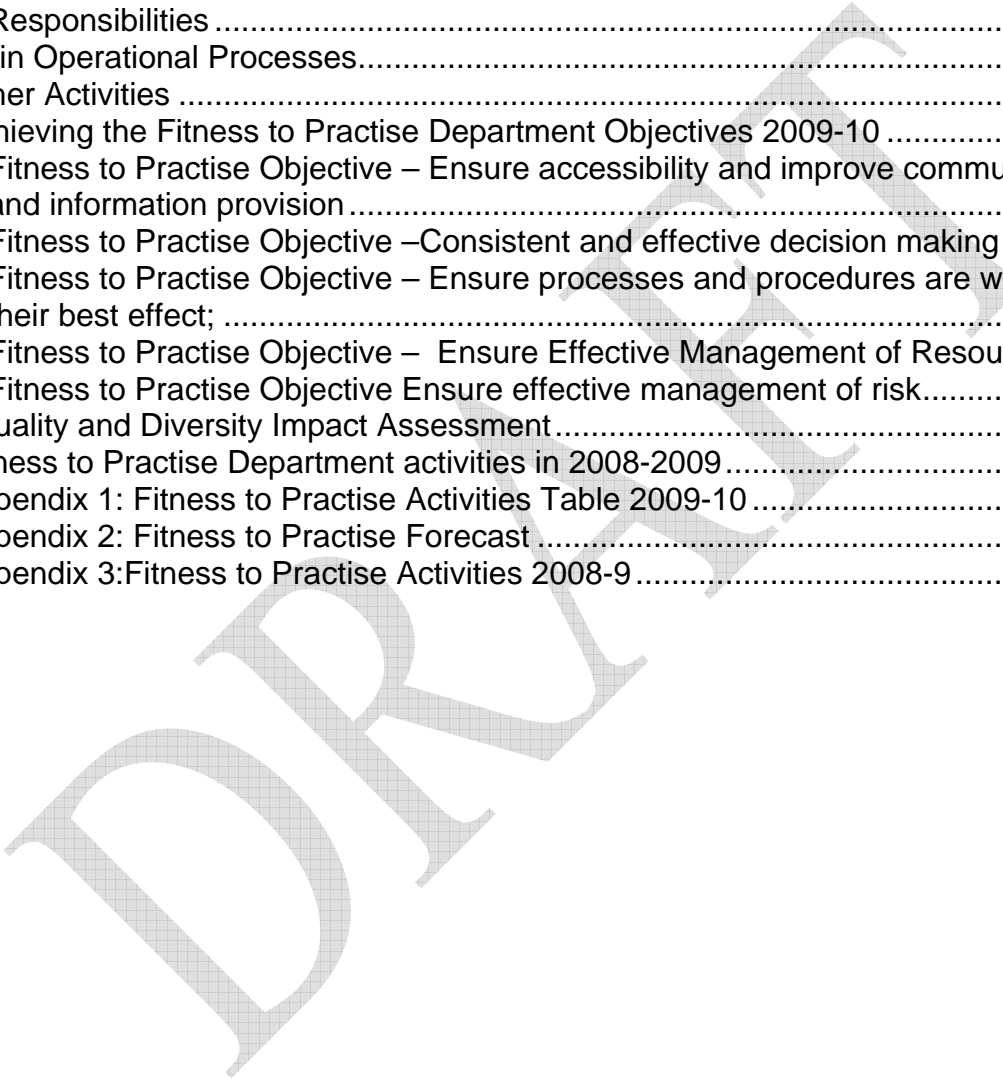 Responsibilities ....................................................................................
in Operational Processes..................................................................
ner Activities ........................................................................................
hieving the Fitness to Practise Department Objectives 2009-10 ............
Fitness to Practise Objective – Ensure accessibility and improve commu
and information provision ...................................................................
Fitness to Practise Objective –Consistent and effective decision making
Fitness to Practise Objective – Ensure processes and procedures are w
heir best effect; ..................................................................................
Fitness to Practise Objective –  Ensure Effective Management of Resou
Fitness to Practise Objective Ensure effective management of risk........
uality and Diversity Impact Assessment ..............................................
ness to Practise Department activities in 2008-2009 ............................
pendix 1: Fitness to Practise Activities Table 2009-10 .........................
pendix 2: Fitness to Practise Forecast ................................................
pendix 3:Fitness to Practise Activities 2008-9 .....................................
DRAFT